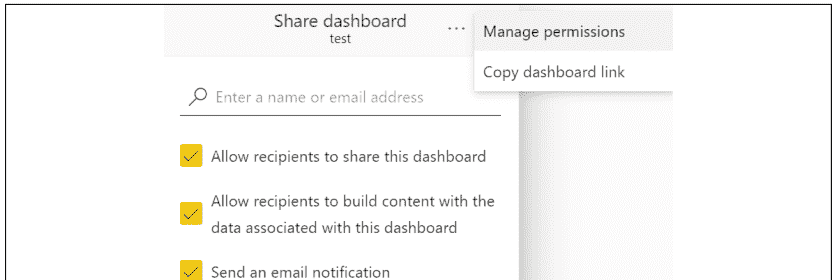 Share dashboard
test
...
Manage permissions
Copy dashboard link
Enter a name or email address
Allow recipients to share this dashboard
Allow recipients to build content with the
data associated with this dashboard
Send an email notification